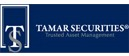 TAMAR SECURITIES®
Trusted Asset Management